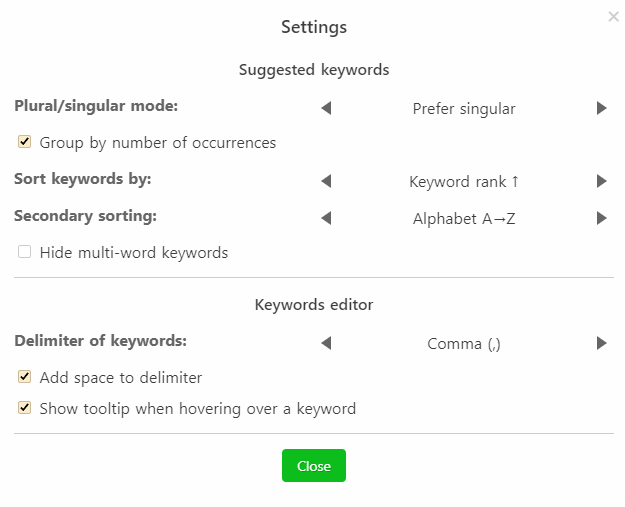 Settings
Suggested keywords
Plural/singular mode: Prefer singular
Group by number of occurrences
Sort keywords by: Keyword rank ↑
Secondary sorting: Alphabet A→Z
Hide multi-word keywords
Keywords editor
Delimiter of keywords: Comma (,)
Add space to delimiter
Show tooltip when hovering over a keyword
Close